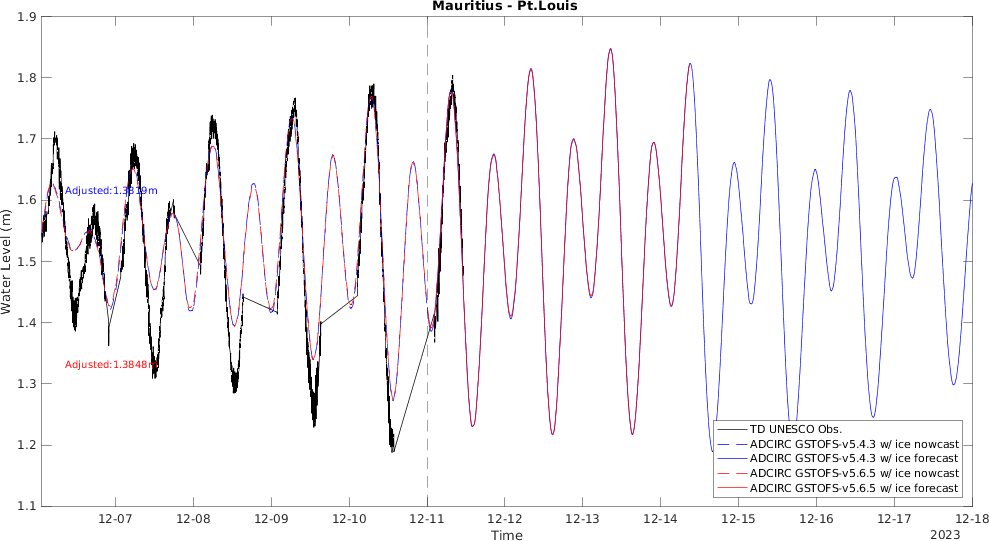 Mauritius - Pt.Louis
1.9
1.8
1.7
1.6
1.5
1.4
1.3
1.2
1.1
Water Level (m)
Adjusted:1.3819m
Adjusted:1.3848m
TD UNESCO Obs.
ADCIRC GSTOFS-v5.4.3 w/ ice nowcast
ADCIRC GSTOFS-v5.4.3 w/ ice forecast
ADCIRC GSTOFS-v5.6.5 w/ ice nowcast
ADCIRC GSTOFS-v5.6.5 w/ ice forecast
12-07 12-08 12-09 12-10 12-11 12-12 12-13 12-14 12-15 12-16 12-17 12-18
Time
2023